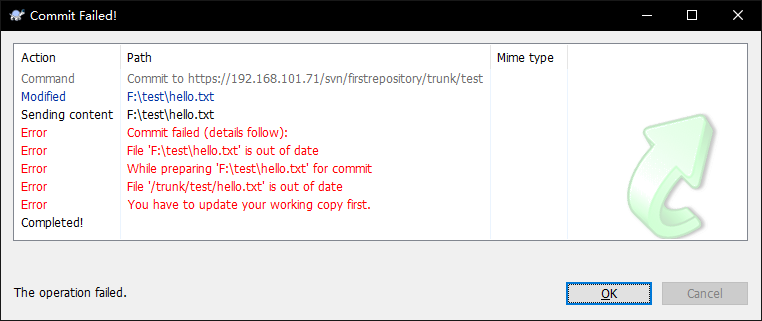 Commit Failed!
Action Path Mime type
Command Commit to https://192.168.101.71/svn/firstrepository/trunk/test
Modified F:\test\hello.txt
Sending content F:\test\hello.txt
Error Commit failed (details follow):
Error File 'F:\test\hello.txt' is out of date
Error While preparing 'F:\test\hello.txt' for commit
Error File '/trunk/test/hello.txt' is out of date
Error You have to update your working copy first.
Completed!
The operation failed. OK Cancel